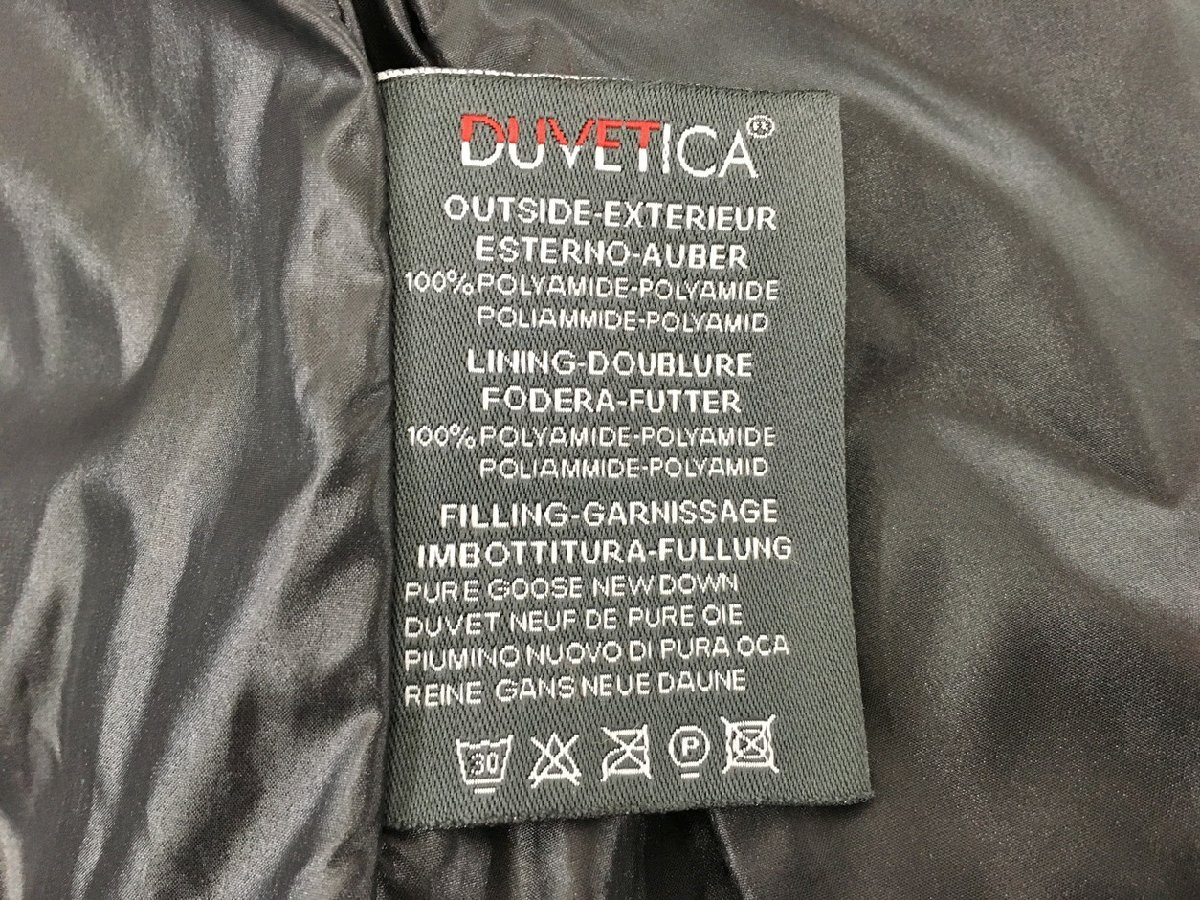 DUVETICA®
OUTSIDE-EXTERIEUR
ESTERNO-AUBER
100%POLYAMIDE-POLYAMIDE
POLIAMMIDE-POLYAMID
LINING-DOUBLURE
FODERA-FUTTER
100%POLYAMIDE-POLYAMIDE
POLIAMMIDE-POLYAMID
FILLING-GARNISSAGE
IMBOTTITURA-FULLUNG
PURE GOOSE NEW DOWN
DUVET NEUF DE PURE OIE
PIUMINO NUOVO DI PURA OCA
REINE GANS NEUE DAUNE
30 P